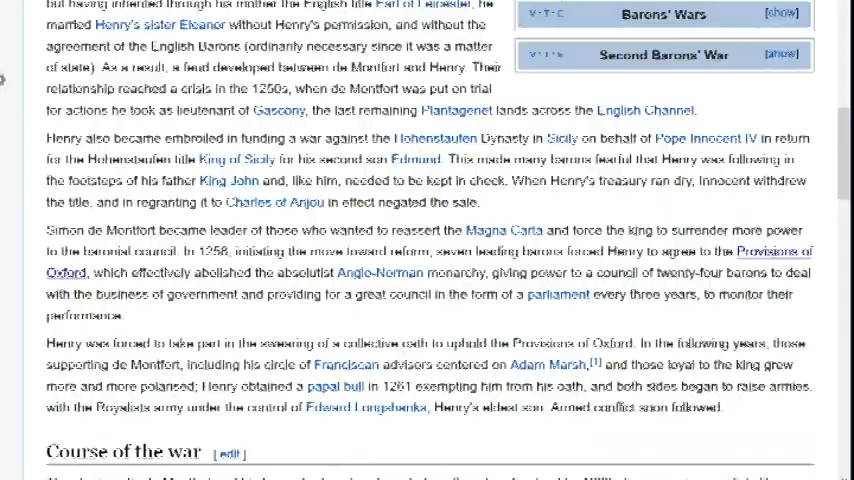 but having inherited through his mother the English title Earl of Leicester, he
married Henry's sister Eleanor without Henry's permission, and without the
agreement of the English Barons (ordinarily necessary since it was a matter
of state). As a result, a feud developed between de Montfort and Henry. Their
relationship reached a crisis in the 1250s, when de Montfort was put on trial
for actions he took as lieutenant of Gascony, the last remaining Plantagenet lands across the English Channel.
V·T·E Barons' Wars [show]
V·T·E Second Barons' War [show]
Henry also became embroiled in funding a war against the Hohenstaufen Dynasty in Sicily on behalf of Pope Innocent IV in return
for the Hohenstaufen title King of Sicily for his second son Edmund. This made many barons fearful that Henry was following in
the footsteps of his father King John and, like him, needed to be kept in check. When Henry's treasury ran dry, Innocent withdrew
the title, and in regranting it to Charles of Anjou in effect negated the sale.
Simon de Montfort became leader of those who wanted to reassert the Magna Carta and force the king to surrender more power
to the baronial council. In 1258, initiating the move toward reform, seven leading barons forced Henry to agree to the Provisions of
Oxford, which effectively abolished the absolutist Anglo-Norman monarchy, giving power to a council of twenty-four barons to deal
with the business of government and providing for a great council in the form of a parliament every three years, to monitor their
performance.
Henry was forced to take part in the swearing of a collective oath to uphold the Provisions of Oxford. In the following years, those
supporting de Montfort, including his circle of Franciscan advisors centered on Adam Marsh,[1] and those loyal to the king grew
more and more polarised; Henry obtained a papal bull in 1261 exempting him from his oath, and both sides began to raise armies,
with the Royalists army under the control of Edward Longshanks, Henry's eldest son. Armed conflict soon followed.
Course of the war [edit]